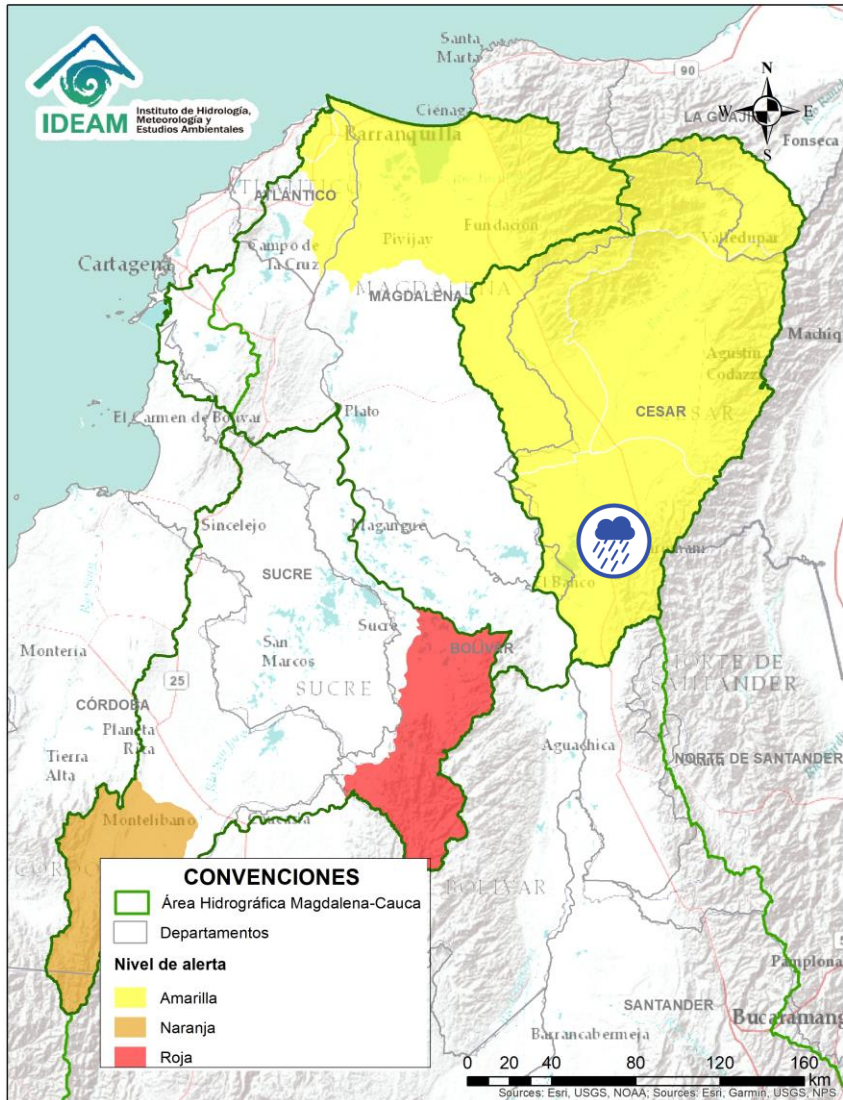 IDEAM
Instituto de Hidrología,
Meteorología y
Estudios Ambientales
Santa
Marta
90
N
W
E
S
Ciénaga
Barranquilla
Fonseca
ATLÁNTICO
Pivijay
Fundación
Valledupar
Campo de
la Cruz
Cartagena
MAGDALENA
MAGDALENA
Agustín
Codazzi
Machiq
CESAR
El Carmen de Bolívar
Plato
Sincelejo
Magangue
El Banco
SUCRE
Sucre
BOLÍVAR
Montería
San
Marcos
SUCRE
25
NORTE DE
SANTANDER
CÓRDOBA
Planeta
Rica
Tierra
Alta
Aguachica
NORTE DE SANTANDER
Montelibano
BOLÍVAR
CONVENCIONES
Área Hidrográfica Magdalena-Cauca
Departamentos
Nivel de alerta
Amarilla
Naranja
Roja
Pamplona
SANTANDER
Bucaramang
Barrancabermeja
0 20 40 80 120 160
km
Sources: Esri, USGS, NOAA; Sources: Esri, Garmin, USGS, NPS